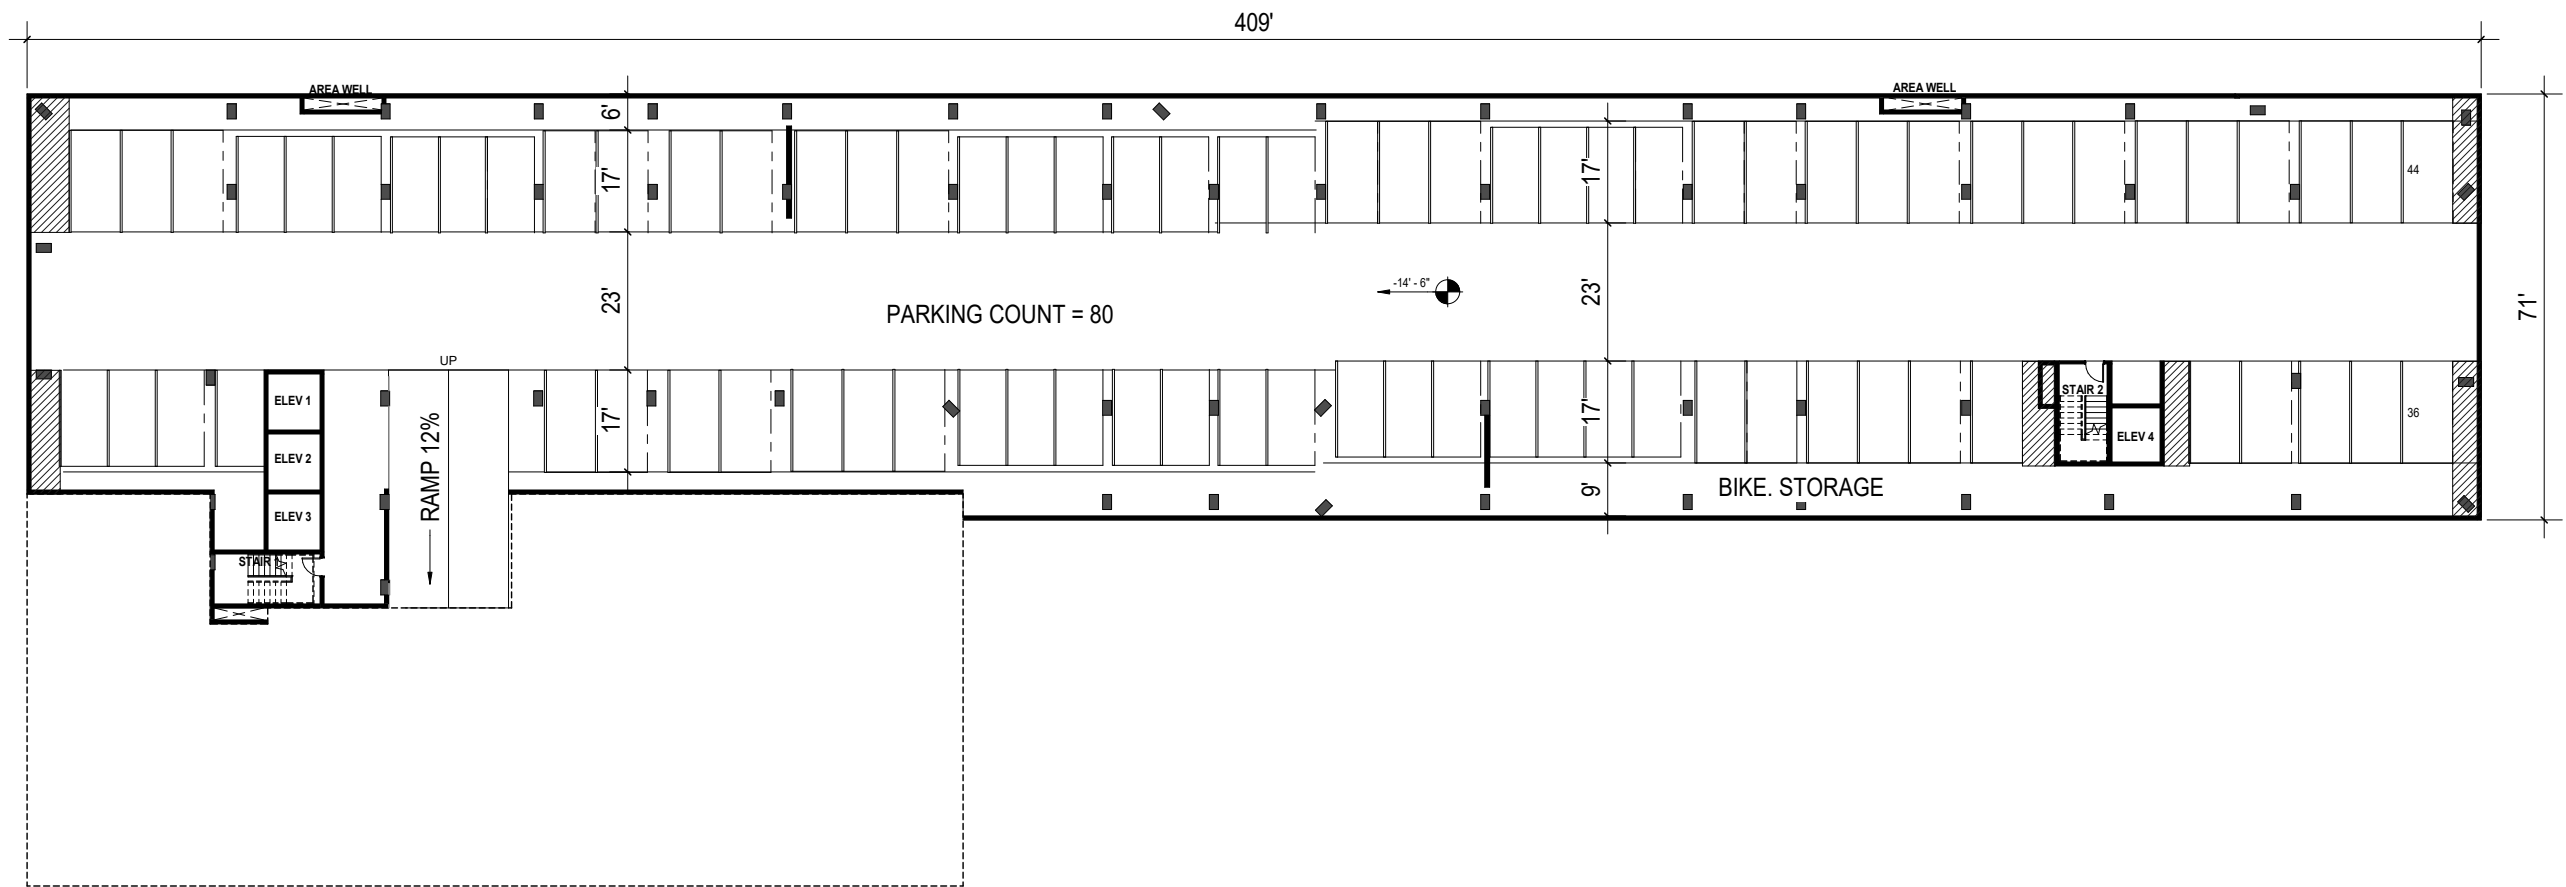 409'
AREA WELL
AREA WELL
6'
17'
17'
44
23'
23'
-14' - 6"
PARKING COUNT = 80
71'
UP
ELEV 1
ELEV 2
ELEV 3
RAMP 12%
17'
17'
STAIR 2
ELEV 4
36
9'
BIKE. STORAGE
STAIR